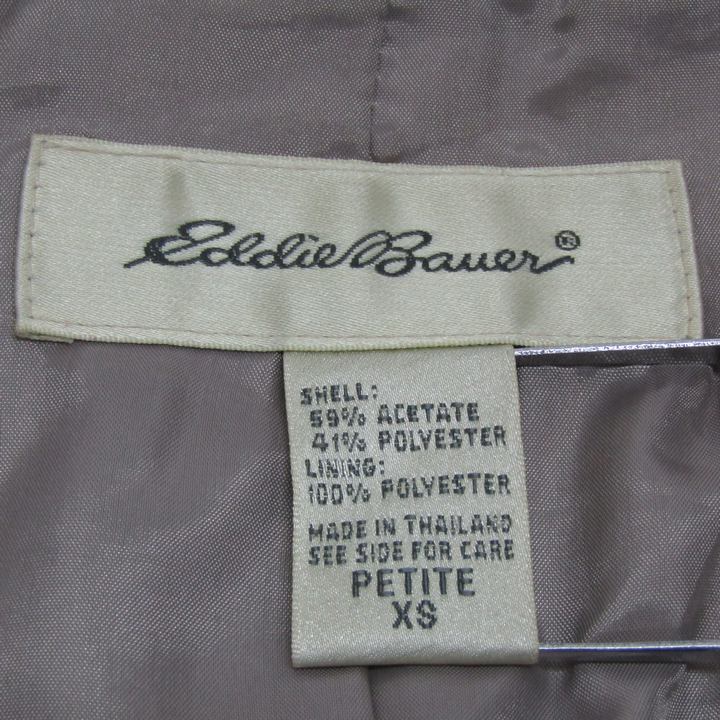 Eddie Bauer®
SHELL:
59% ACETATE
41% POLYESTER
LINING:
100% POLYESTER
MADE IN THAILAND
SEE SIDE FOR CARE
PETITE
XS